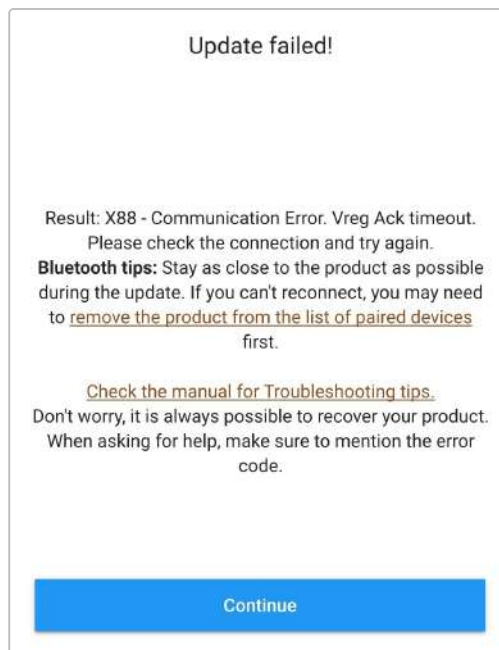 Update failed!
Result: X88 - Communication Error. Vreg Ack timeout.
Please check the connection and try again.
Bluetooth tips: Stay as close to the product as possible
during the update. If you can't reconnect, you may need
to remove the product from the list of paired devices
first.
Check the manual for Troubleshooting tips.
Don't worry, it is always possible to recover your product.
When asking for help, make sure to mention the error
code.
Continue